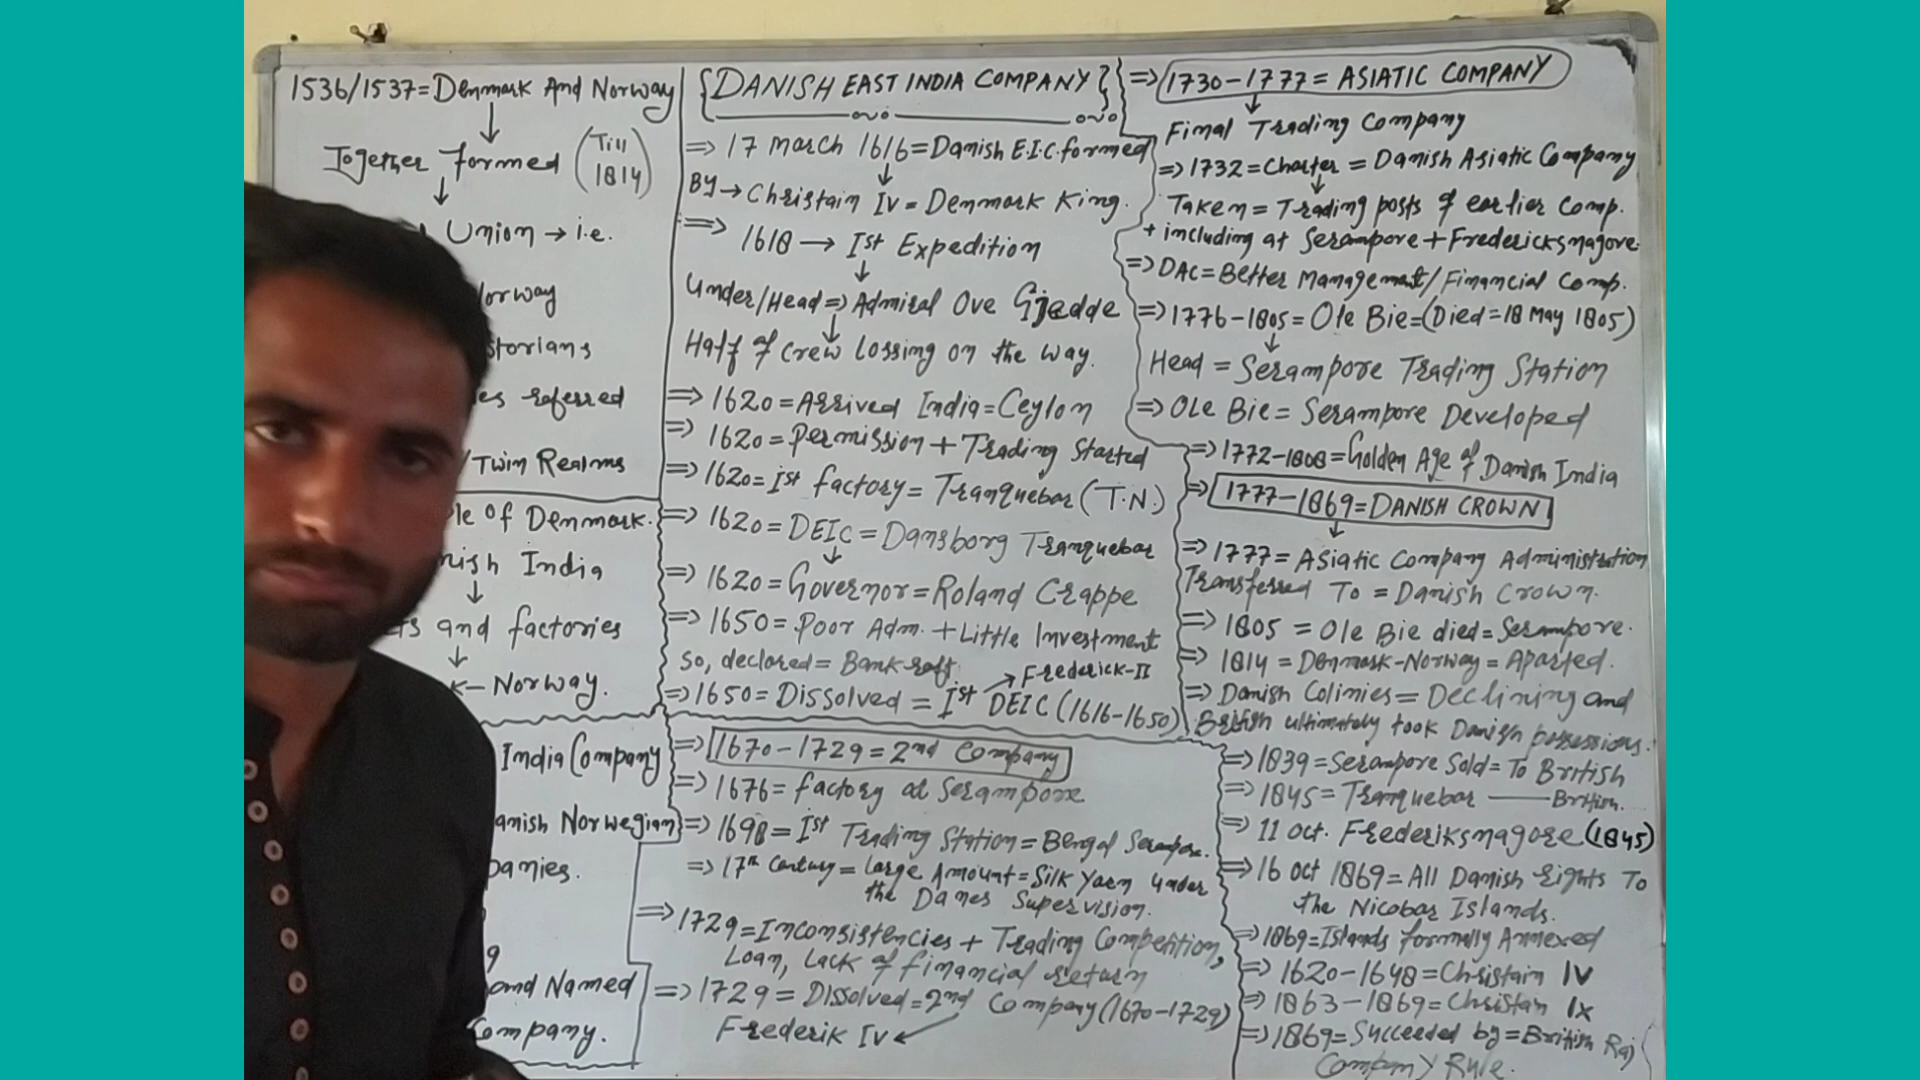 1536/1537=Denmark And Norway
Together formed (Till 1814)
Union → i.e.
Norway
storians
es referred
/Twin Realms
le of Denmark.
nish India
ts and factories
k-Norway.
India Company
anish Norwegian
panies.
9
and Named
Company.
DANISH EAST INDIA COMPANY
⇒ 17 March 1616=Danish E.I.C. formed
By → Christain IV = Denmark King.
⇒ 1618 → Ist Expedition
Under/Head ⇒ Admiral Ove Gjedde
Half of Crew Lossing on the way.
⇒ 1620=Arrived India=Ceylon
⇒ 1620=Permission + Trading Started
⇒ 1620=Ist factory= Tranquebar (T.N.)
⇒ 1620=DEIC=Dansborg Tranquebar
⇒ 1620=Governor=Roland Crappe
⇒ 1650=Poor Adm.+Little Investment
so, declared= Bankraft.
→ Frederick-II
⇒ 1650=Dissolved = Ist DEIC (1616-1650)
⇒ 1670-1729=2nd Company
⇒ 1676=factory at Serampore
⇒ 1698=Ist Trading Station=Bengal Serampore.
⇒ 17th Century=Large Amount=Silk Yarn under
the Danes Supervision.
⇒ 1729=Inconsistencies + Trading Competition,
Loan, Lack of financial return
⇒ 1729=Dissolved=2nd Company (1670-1729)
Frederik IV ←
⇒ 1730-1777= ASIATIC COMPANY
Final Trading Company
⇒ 1732=Charter = Danish Asiatic Company
Taken=Trading posts of earlier comp.
+ including at Serampore+Fredericksnagore
⇒ DAC=Better Management/Financial Comp.
⇒ 1776-1805=Ole Bie=(Died=18 May 1805)
Head = Serampore Trading Station
⇒ Ole Bie= Serampore Developed
⇒ 1772-1808=Golden Age of Danish India
⇒ 1777-1869=DANISH CROWN
⇒ 1777= Asiatic Company Administration
Transferred To = Danish Crown.
⇒ 1805 = Ole Bie died=Serampore.
⇒ 1814=Denmark-Norway=Aparted.
⇒ Danish Colinies= Declining and
British ultimately took Danish possessions.
⇒ 1839=Serampore Sold=To British
⇒ 1845=Tranquebar — British.
⇒ 11 Oct. Frederiksnagore (1845)
⇒ 16 Oct 1869=All Danish rights To
the Nicobar Islands.
⇒ 1869=Islands formally Annexed
⇒ 1620-1648=Christain IV
⇒ 1863-1869=Christan IX
⇒ 1869=Succeeded by=British Raj
Company Rule.